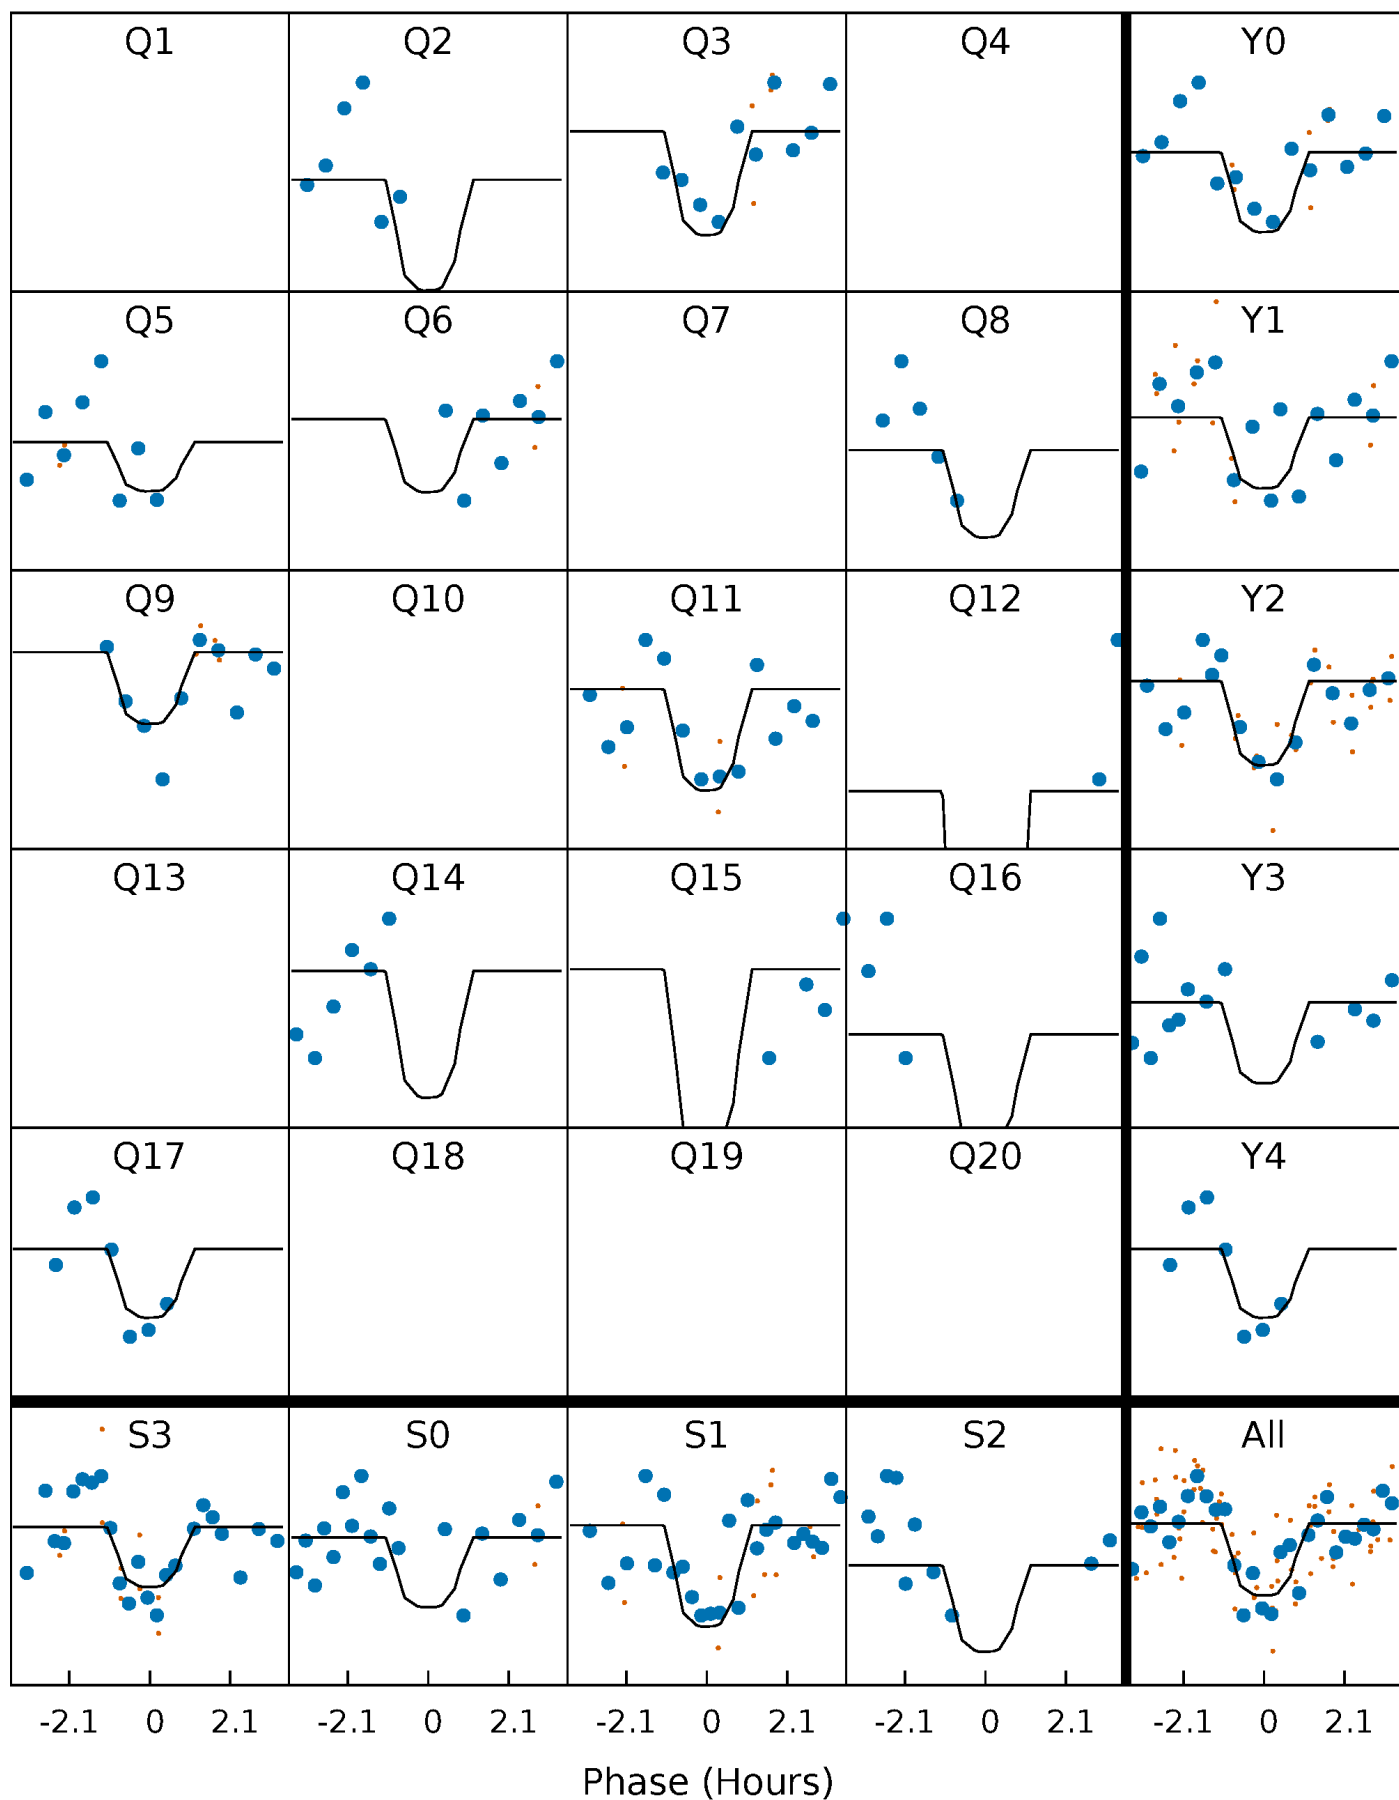 Q1 Q2 Q3 Q4 Y0
Q5 Q6 Q7 Q8 Y1
Q9 Q10 Q11 Q12 Y2
Q13 Q14 Q15 Q16 Y3
Q17 Q18 Q19 Q20 Y4
S3 S0 S1 S2 All
-2.1 0 2.1 -2.1 0 2.1 -2.1 0 2.1 -2.1 0 2.1 -2.1 0 2.1
Phase (Hours)